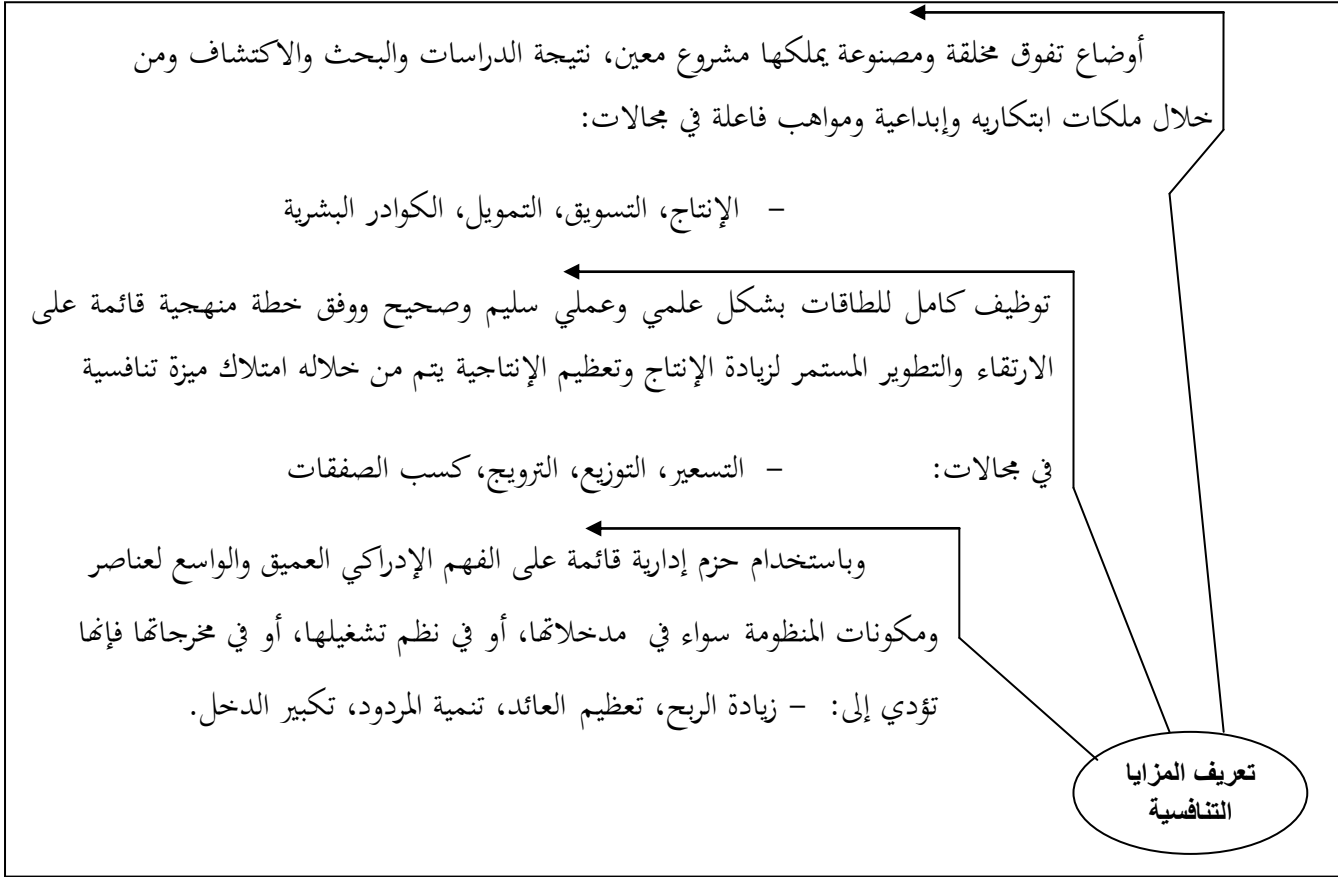 أوضاع تفوق مخلقة ومصنوعة يملكها مشروع معين، نتيجة الدراسات والبحث والاكتشاف ومن
خلال ملكات ابتكاريه وإبداعية ومواهب فاعلة في مجالات:
– الإنتاج، التسويق، التمويل، الكوادر البشرية
توظيف كامل للطاقات بشكل علمي وعملي سليم وصحيح ووفق خطة منهجية قائمة على
الارتقاء والتطوير المستمر لزيادة الإنتاج وتعظيم الإنتاجية يتم من خلاله امتلاك ميزة تنافسية
في مجالات: – التسعير، التوزيع، الترويج، كسب الصفقات
وباستخدام حزم إدارية قائمة على الفهم الإدراكي العميق والواسع لعناصر
ومكونات المنظومة سواء في مدخلاتها، أو في نظم تشغيلها، أو في مخرجاتها فإنها
تؤدي إلى: – زيادة الربح، تعظيم العائد، تنمية المردود، تكبير الدخل.
تعريف المزايا
التنافسية